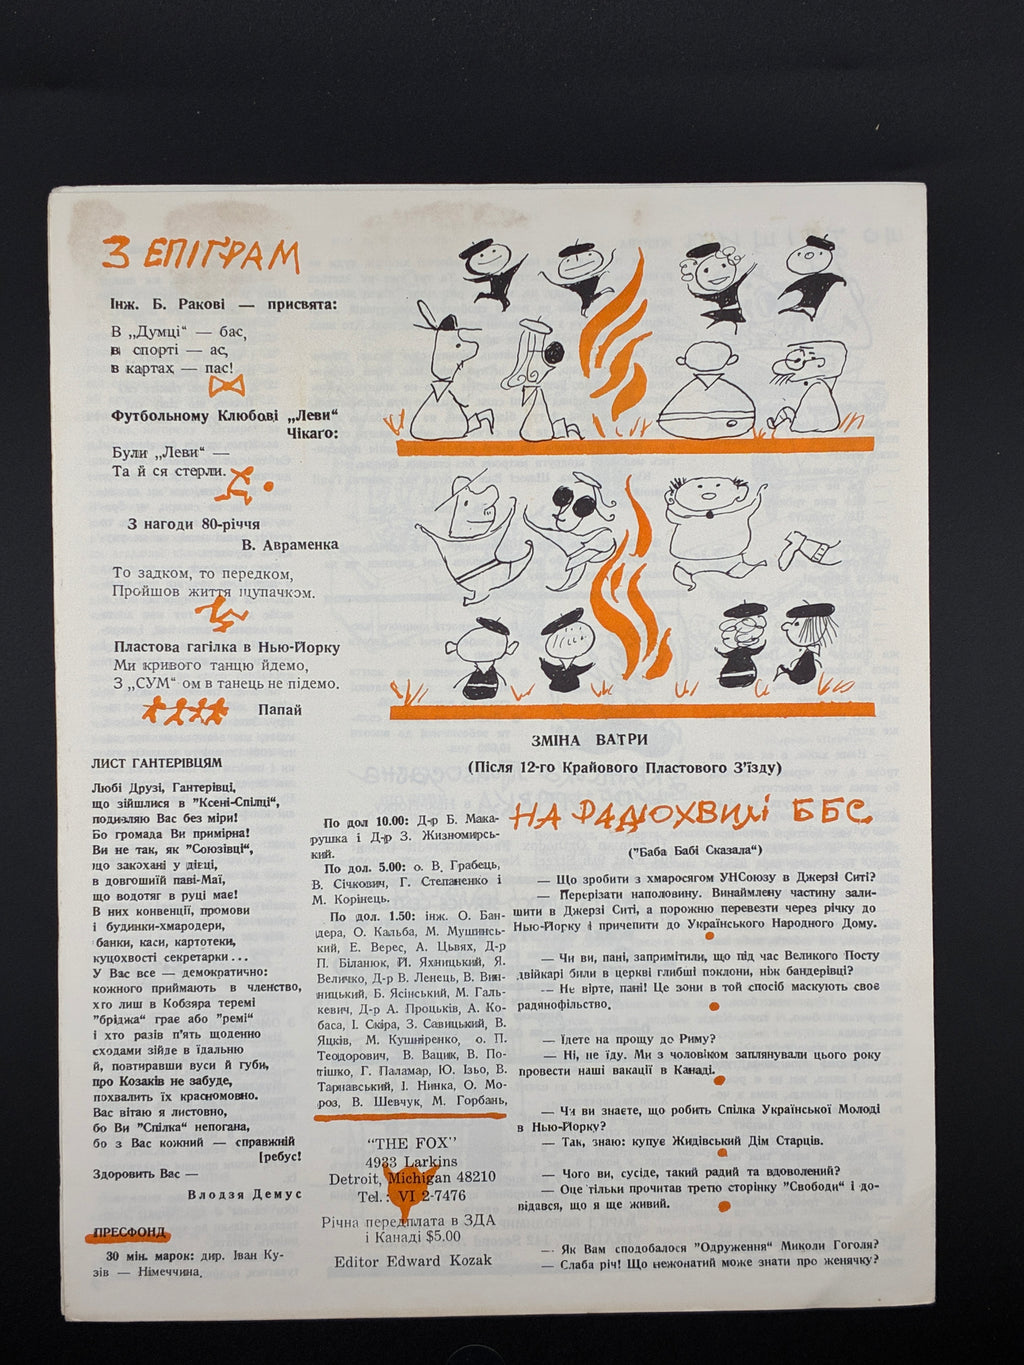 З ЕПІГРАМ
Інж. Б. Ракові — присвята:
В „Думці“ — бас,
в спорті — ас,
в картах — пас!
Футбольному Клюбові „Леви“
Чікаго:
Були „Леви“ —
Та й ся стерли.
З нагоди 80-річчя
В. Авраменка
То задком, то передком,
Пройшов життя щупачком.
Пластова гагілка в Нью-Йорку
Ми кривого танцю йдемо,
З „СУМ“ ом в танець не підемо.
Папай
ЗМІНА ВАТРИ
(Після 12-го Крайового Пластового З’їзду)
ЛИСТ ГАНТЕРІВЦЯМ
Любі Друзі, Гантерівці,
що зійшлися в "Ксені-Спілці“,
подивляю Вас без міри!
Бо громада Ви примірна!
Ви не так, як "Союзівці“,
що закохані у дівці,
в довгошиїй паві-Маї,
що водотяг в руці має!
В них конвенції, промови
і будинки-хмародери,
банки, каси, картотеки,
куцохвості секретарки . . .
У Вас все — демократично:
кожного приймають в членство,
хто лиш в Кобзяра теремі
"бріджа“ грає або "ремі“
і хто разів п’ять щоденно
сходами зійде в їдальню
й, повтиравши вуси й губи,
про Козаків не забуде,
похвалить їх красномовно.
Вас вітаю я листовно,
бо Ви "Спілка“ непогана,
бо з Вас кожний — справжній
[ребус!
Здоровить Вас —
Влодзя Демус
ПРЕСФОНД
30 мін. марок: дир. Іван Ку-
зів — Німеччина,
По дол 10.00: Д-р Б. Мака-
рушка і Д-р З. Жизномирсь-
кий.
По дол. 5.00: о. В. Грабець,
В. Січкович, Г. Степаненко і
М. Корінець.
По дол. 1.50: інж. О. Бан-
дера, О. Кальба, М. Мушинсь-
кий, Е. Верес, А. Цьвях, Д-р
П. Біланюк, Й. Яхницький, Я.
Величко, Д-р В. Ленець, В. Вин-
ницький, Б. Ясінський, М. Галь-
кевич, Д-р А. Проців, А. Ко-
баса, І. Скіра, З. Савицький, В.
Яцків, М. Кушніренко, о. П.
Теодорович, В. Вацик, В. По-
тішко, Г. Паламар, Ю. Ізьо, В.
Тарнавський, І. Нинка, О. Мо-
роз, В. Шевчук, М. Горбань,
“THE FOX”
4933 Larkins
Detroit, Michigan 48210
Tel.: VI 2-7476
Річна передплата в ЗДА
і Канаді $5.00
Editor Edward Kozak
НА РАДІОХВИЛІ ББС
("Баба Бабі Сказала“)
— Що зробити з хмаросягом УНСоюзу в Джерзі Ситі?
— Перерізати наполовину. Винаймлену частину зали-
шити в Джерзі Ситі, а порожню перевезти через річку до
Нью-Йорку і причепити до Українського Народного Дому.
— Чи ви, пані, запримітили, що під час Великого Посту
двійкарі били в церкві глибші поклони, ніж бандерівці?
— Не вірте, пані! Це зони в той спосіб маскують своє
радянофільство.
— Їдете на прощу до Риму?
— Ні, не їду. Ми з чоловіком заплянували цього року
провести наші вакації в Канаді.
— Чи ви знаєте, що робить Спілка Української Молоді
в Нью-Йорку?
— Так, знаю: купує Жидівський Дім Старців.
— Чого ви, сусіде, такий радий та вдоволений?
— Оце тільки прочитав третю сторінку "Свободи“ і до-
відався, що я ще живий.
— Як Вам сподобалося "Одруження“ Миколи Гоголя?
— Слаба річ! Що нежонатий може знати про женячку?